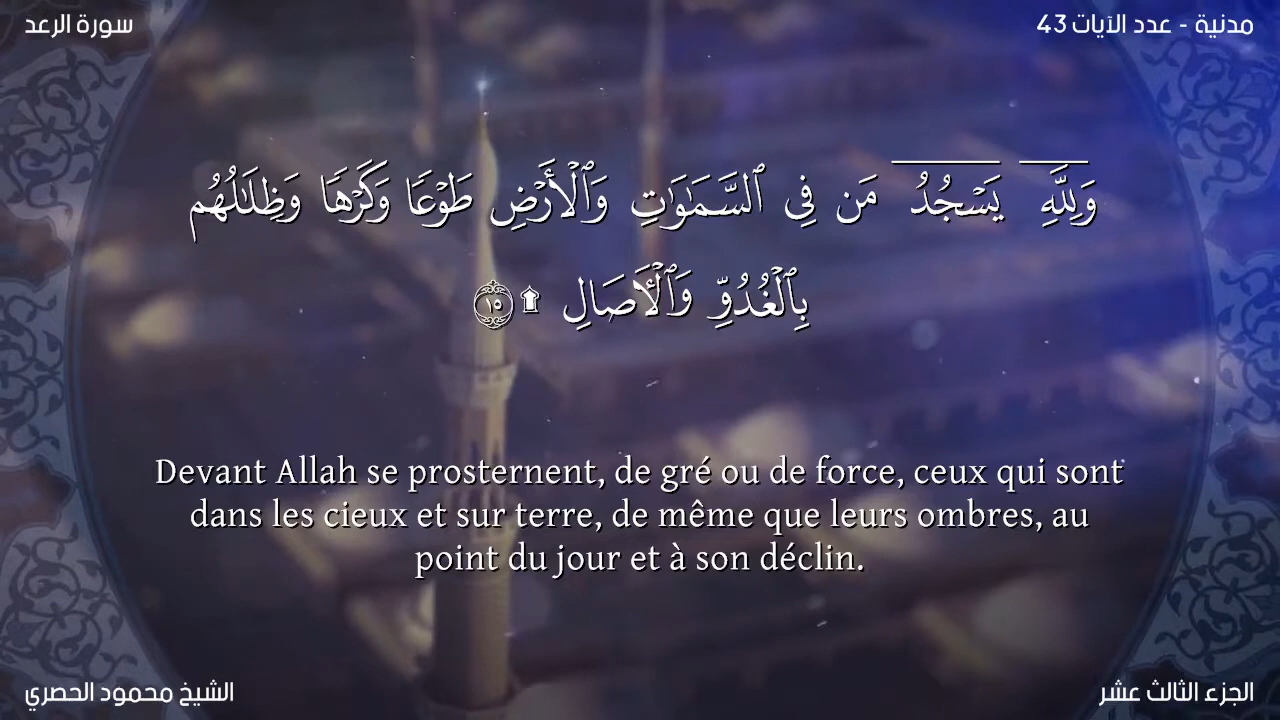 سورة الرعد
مدنية - عدد الآيات 43
وَلِلَّهِ يَسْجُدُ مَن فِى ٱلسَّمَـٰوَٰتِ وَٱلْأَرْضِ طَوْعًا وَكَرْهًا وَظِلَـٰلُهُم
بِٱلْغُدُوِّ وَٱلْـَٔاصَالِ ۩ ١٥
Devant Allah se prosternent, de gré ou de force, ceux qui sont
dans les cieux et sur terre, de même que leurs ombres, au
point du jour et à son déclin.
الشيخ محمود الحصري
الجزء الثالث عشر